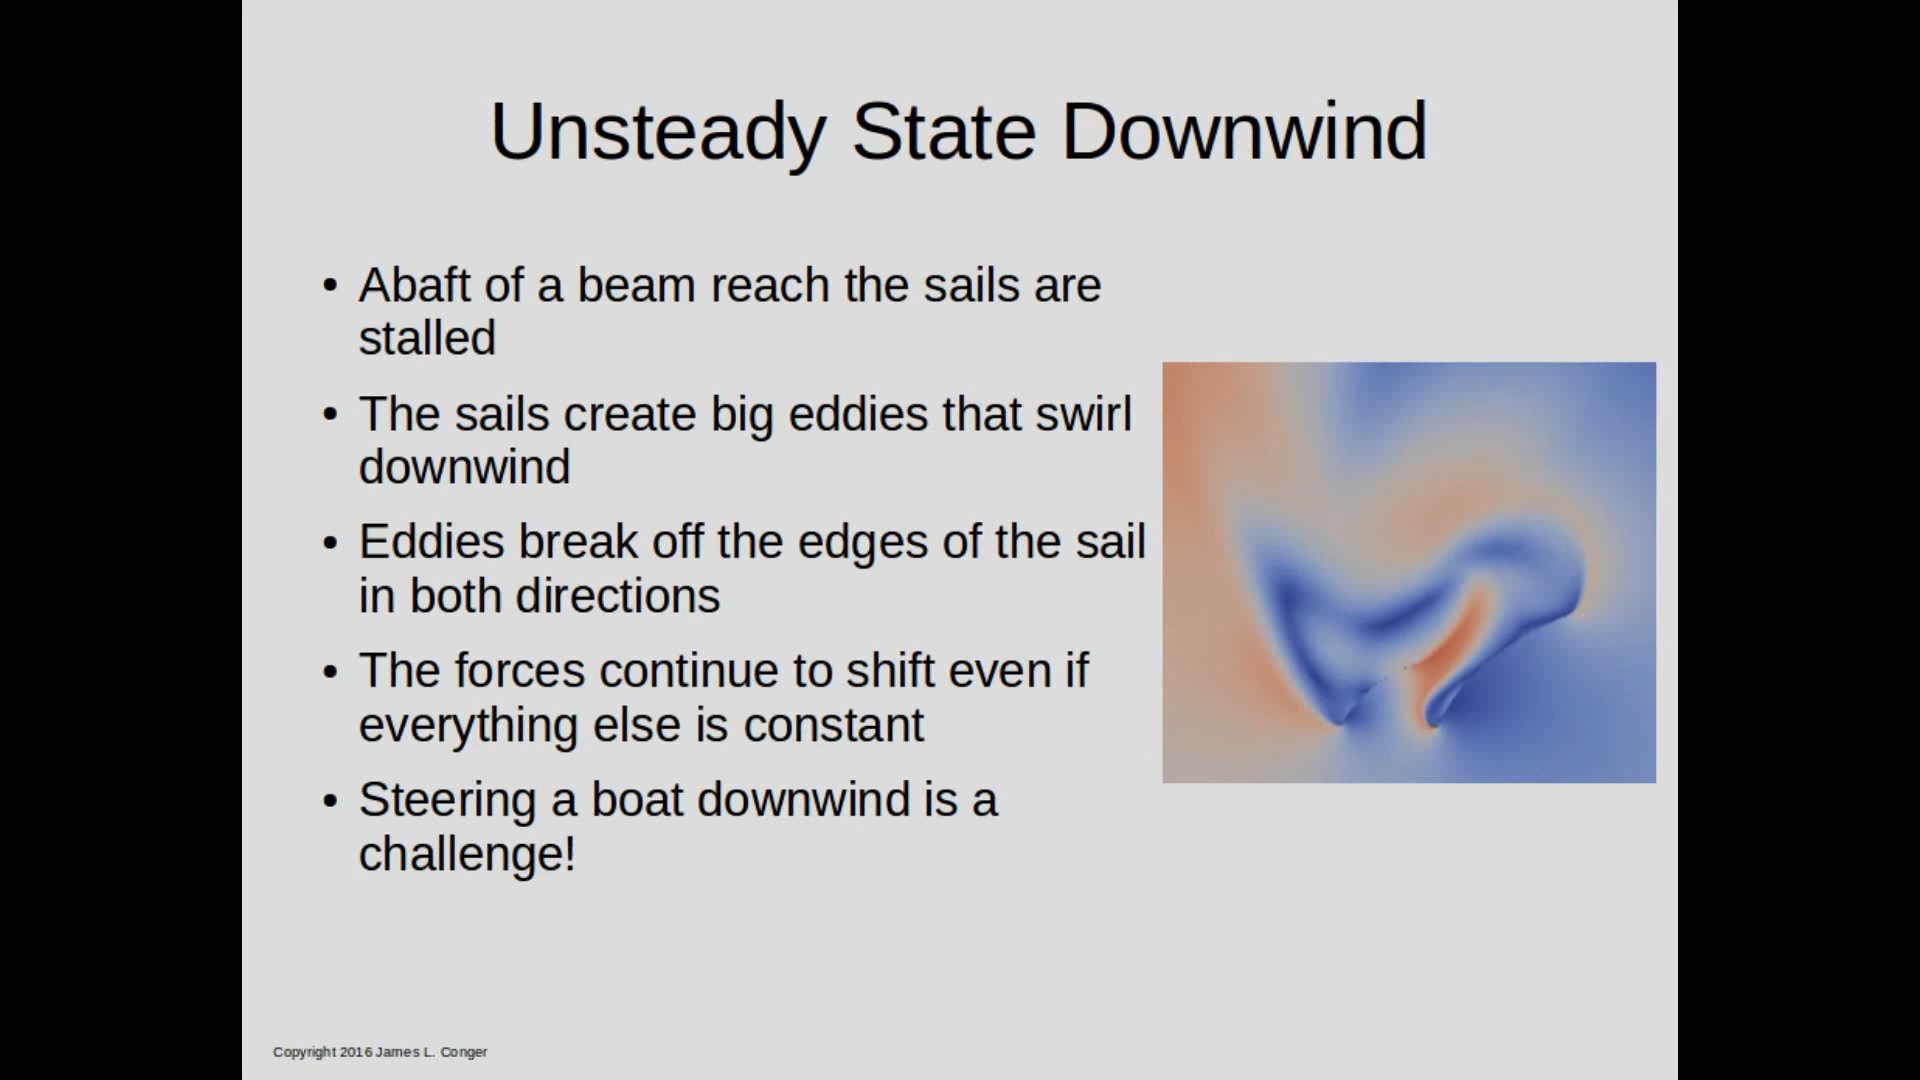 Unsteady State Downwind
• Abaft of a beam reach the sails are
stalled
• The sails create big eddies that swirl
downwind
• Eddies break off the edges of the sail
in both directions
• The forces continue to shift even if
everything else is constant
• Steering a boat downwind is a
challenge!
Copyright 2016 James L. Conger